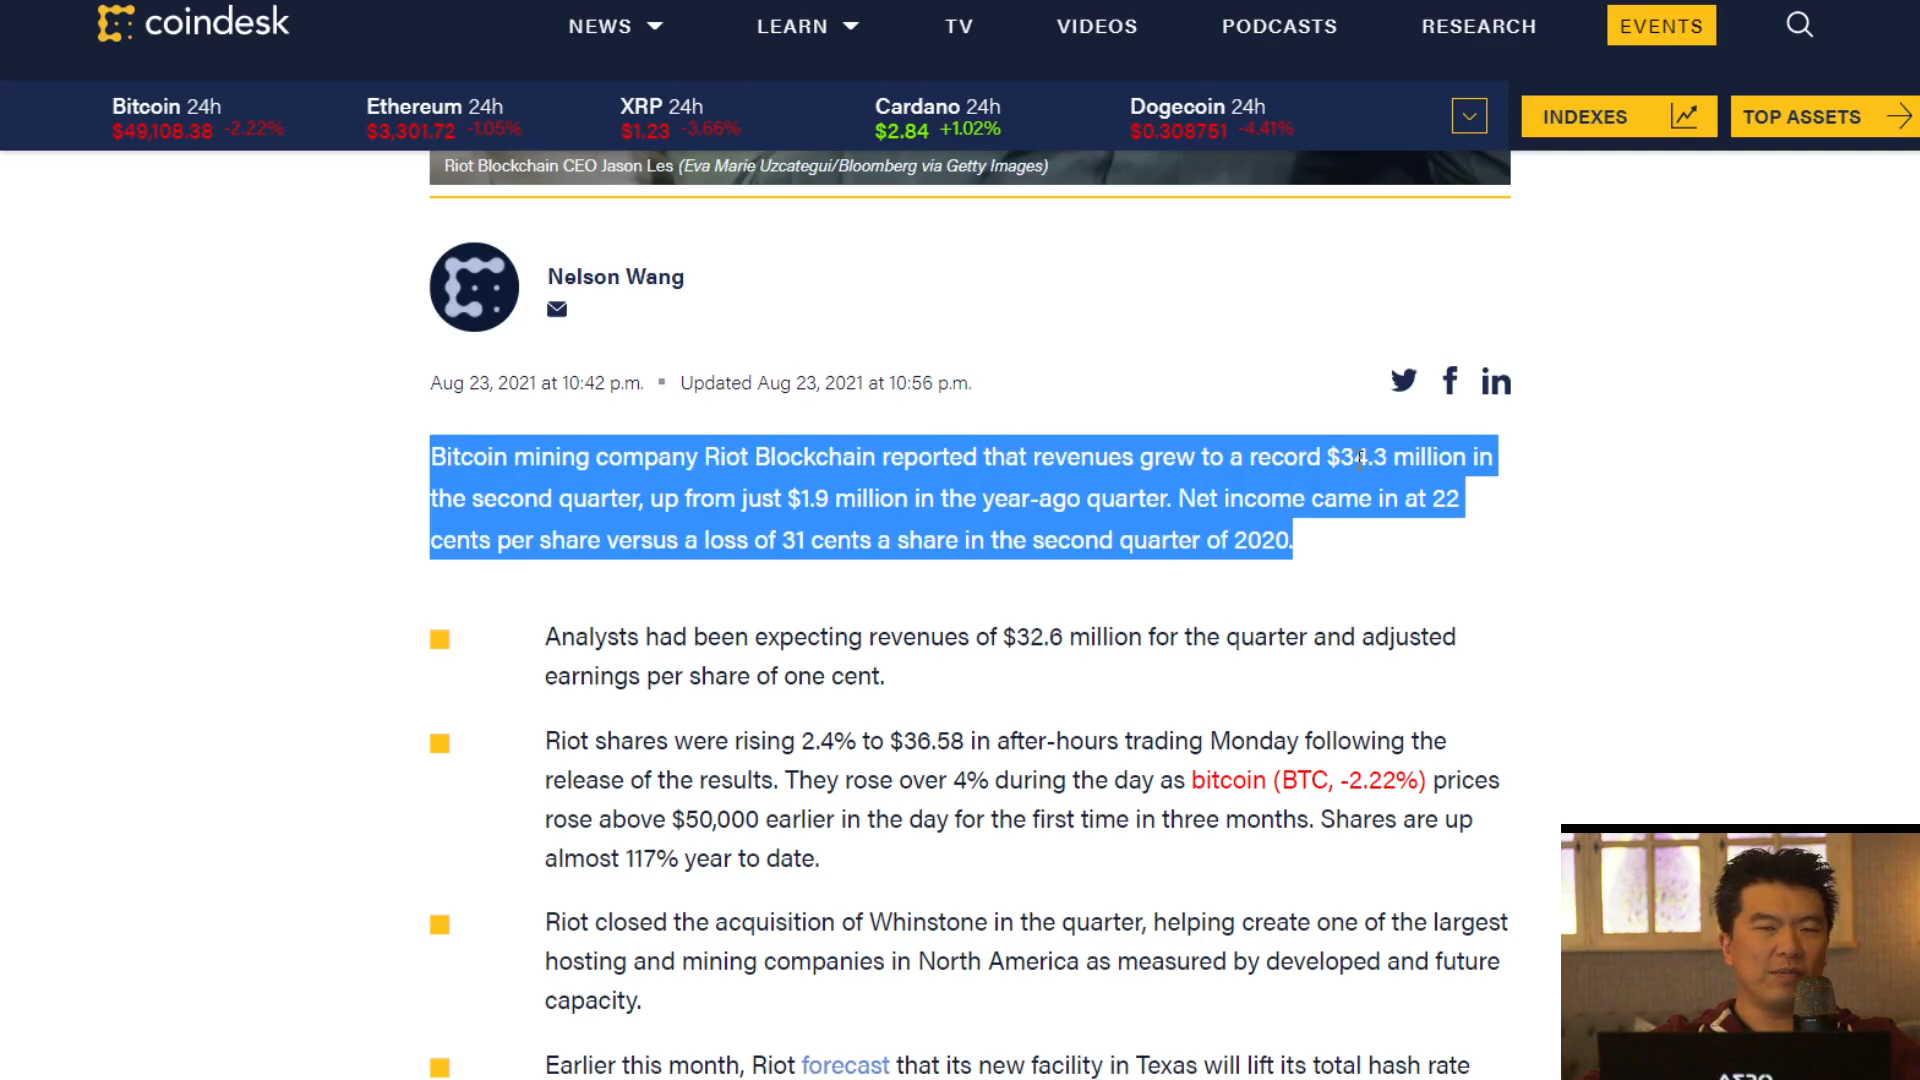 coindesk
NEWS LEARN TV VIDEOS PODCASTS RESEARCH EVENTS
Bitcoin 24h Ethereum 24h XRP 24h Cardano 24h Dogecoin 24h
$49,108.38 -2.22% $3,301.72 -1.05% $1.23 -3.66% $2.84 +1.02% $0.308751 -4.41%
INDEXES TOP ASSETS
Riot Blockchain CEO Jason Les (Eva Marie Uzcategui/Bloomberg via Getty Images)
Nelson Wang
Aug 23, 2021 at 10:42 p.m. Updated Aug 23, 2021 at 10:56 p.m.
Bitcoin mining company Riot Blockchain reported that revenues grew to a record $34.3 million in
the second quarter, up from just $1.9 million in the year-ago quarter. Net income came in at 22
cents per share versus a loss of 31 cents a share in the second quarter of 2020.
Analysts had been expecting revenues of $32.6 million for the quarter and adjusted
earnings per share of one cent.
Riot shares were rising 2.4% to $36.58 in after-hours trading Monday following the
release of the results. They rose over 4% during the day as bitcoin (BTC, -2.22%) prices
rose above $50,000 earlier in the day for the first time in three months. Shares are up
almost 117% year to date.
Riot closed the acquisition of Whinstone in the quarter, helping create one of the largest
hosting and mining companies in North America as measured by developed and future
capacity.
Earlier this month, Riot forecast that its new facility in Texas will lift its total hash rate